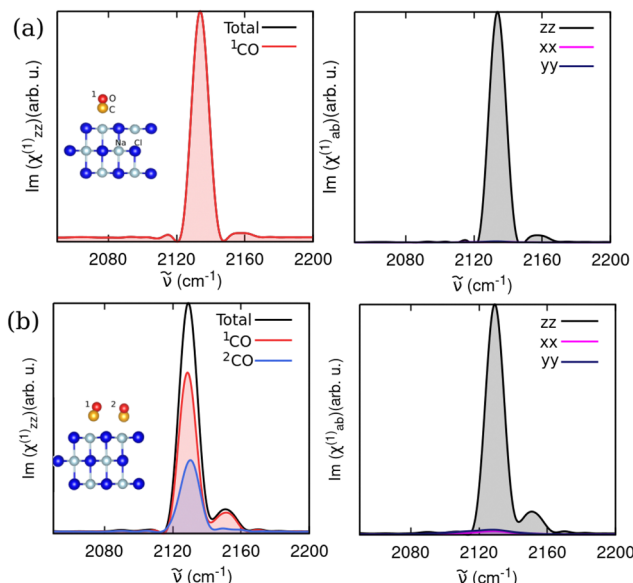 (a)
Im (χ⁽¹⁾zz)(arb. u.)
Total
¹CO
1
O
C
Na
Cl
2080 2120 2160 2200
ν̃ (cm⁻¹)
Im (χ⁽¹⁾ab)(arb. u.)
zz
xx
yy
2080 2120 2160 2200
ν̃ (cm⁻¹)
(b)
Im (χ⁽¹⁾zz)(arb. u.)
Total
¹CO
²CO
1 2
2080 2120 2160 2200
ν̃ (cm⁻¹)
Im (χ⁽¹⁾ab)(arb. u.)
zz
xx
yy
2080 2120 2160 2200
ν̃ (cm⁻¹)